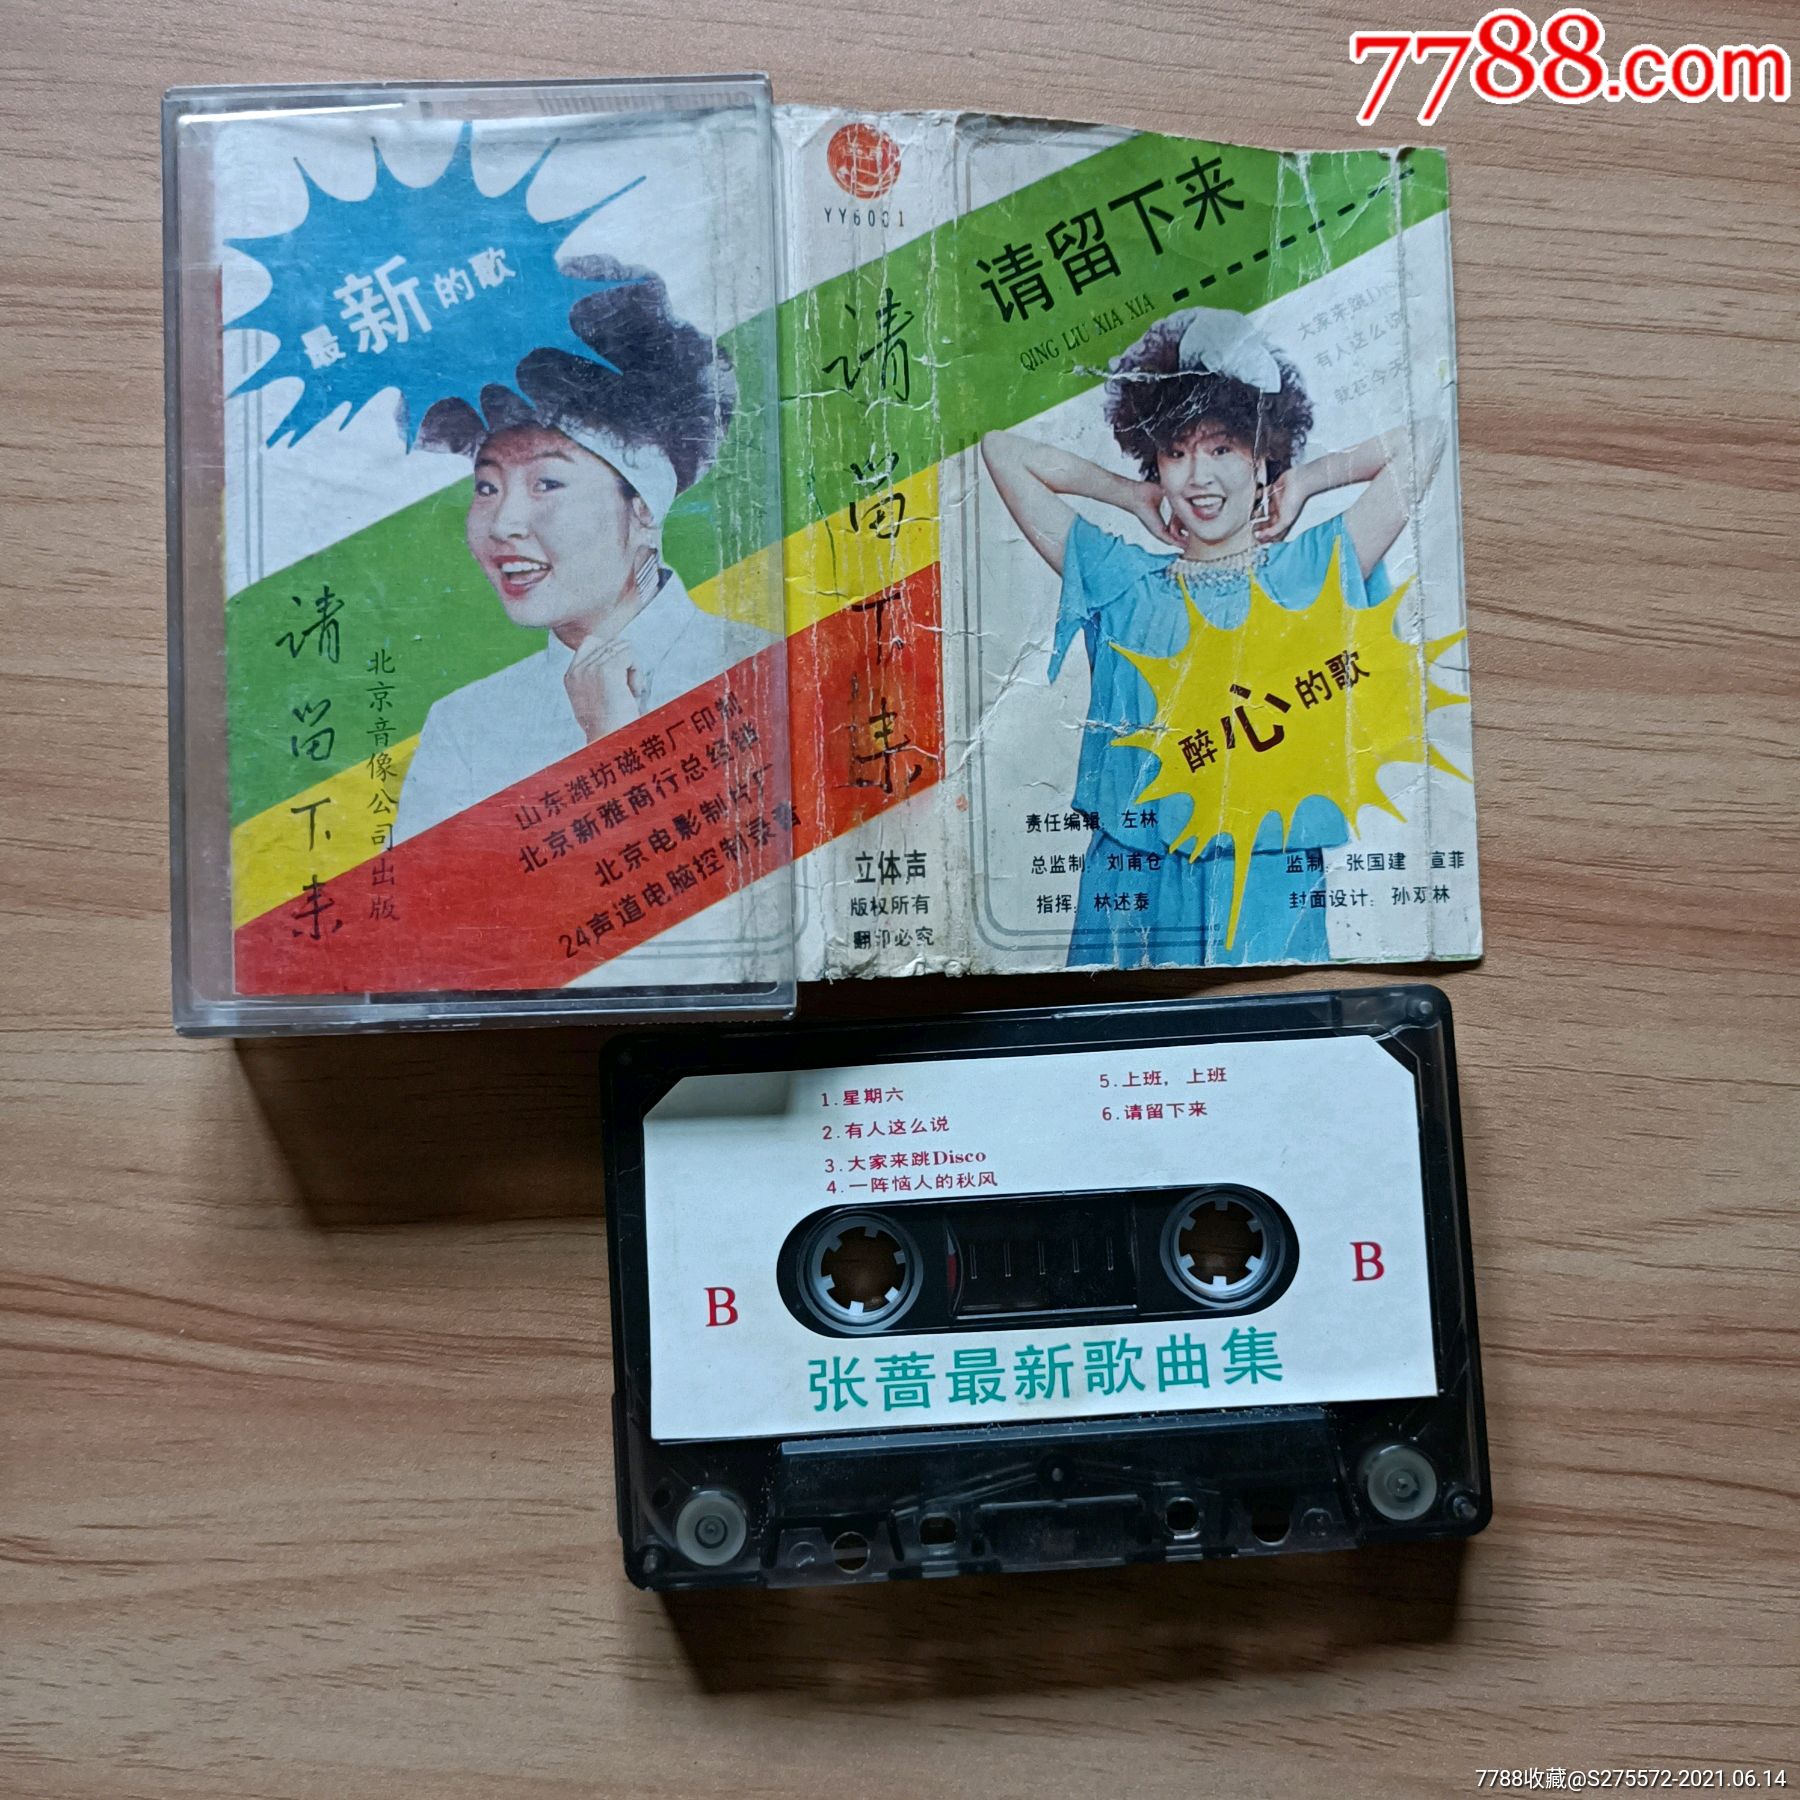 7788.com
最新的歌
请留下来
北京音像公司出版
山东潍坊磁带厂印制
北京新雅商行总经销
北京电影制片厂
24声道电脑控制录音
YY6001
请留下来
立体声
版权所有
翻印必究
请留下来
QING LIU XIA XIA
大家来跳Disco
有人这么说
就在今天
醉心的歌
责任编辑：左林
总监制：刘甫仓
监制：张国建 宣菲
指挥：林述泰
封面设计：孙双林
1.星期六
2.有人这么说
3.大家来跳Disco
4.一阵恼人的秋风
5.上班，上班
6.请留下来
B
B
张蔷最新歌曲集
7788收藏@S275572-2021.06.14